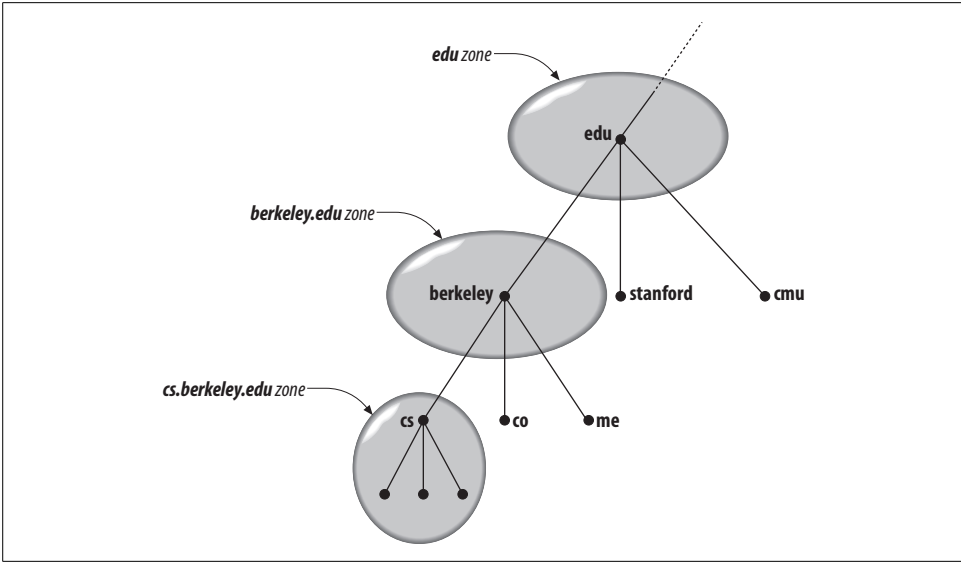 edu zone
edu
berkeley.edu zone
berkeley
stanford
cmu
cs.berkeley.edu zone
cs
co
me